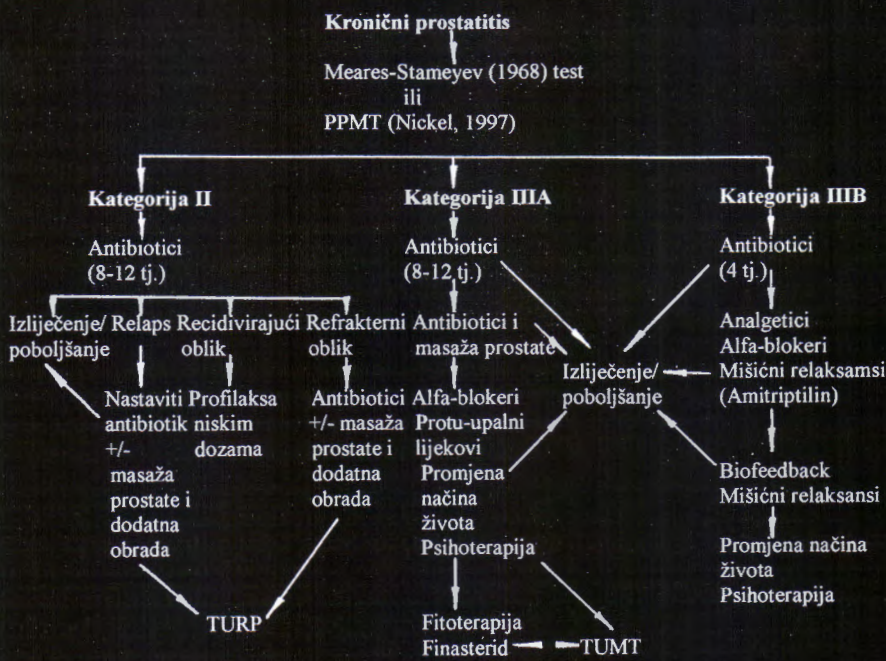 Kronični prostatitis
Meares-Stameyev (1968) test
ili
PPMT (Nickel, 1997)
Kategorija II
Antibiotici
(8-12 tj.)
Izliječenje/
poboljšanje
Relaps
Recidivirajući
oblik
Refrakterni
oblik
Nastaviti
antibiotik
+/-
masaža
prostate i
dodatna
obrada
Profilaksa
niskim
dozama
Antibiotici
+/- masaža
prostate i
dodatna
obrada
TURP
Kategorija IIIA
Antibiotici
(8-12 tj.)
Antibiotici i
masaža prostate
Alfa-blokeri
Protu-upalni
lijekovi
Promjena
načina
života
Psihoterapija
Fitoterapija
Finasterid
TUMT
Izliječenje/
poboljšanje
Kategorija IIIB
Antibiotici
(4 tj.)
Analgetici
Alfa-blokeri
Mišićni relaksamsi
(Amitriptilin)
Biofeedback
Mišićni relaksansi
Promjena načina
života
Psihoterapija